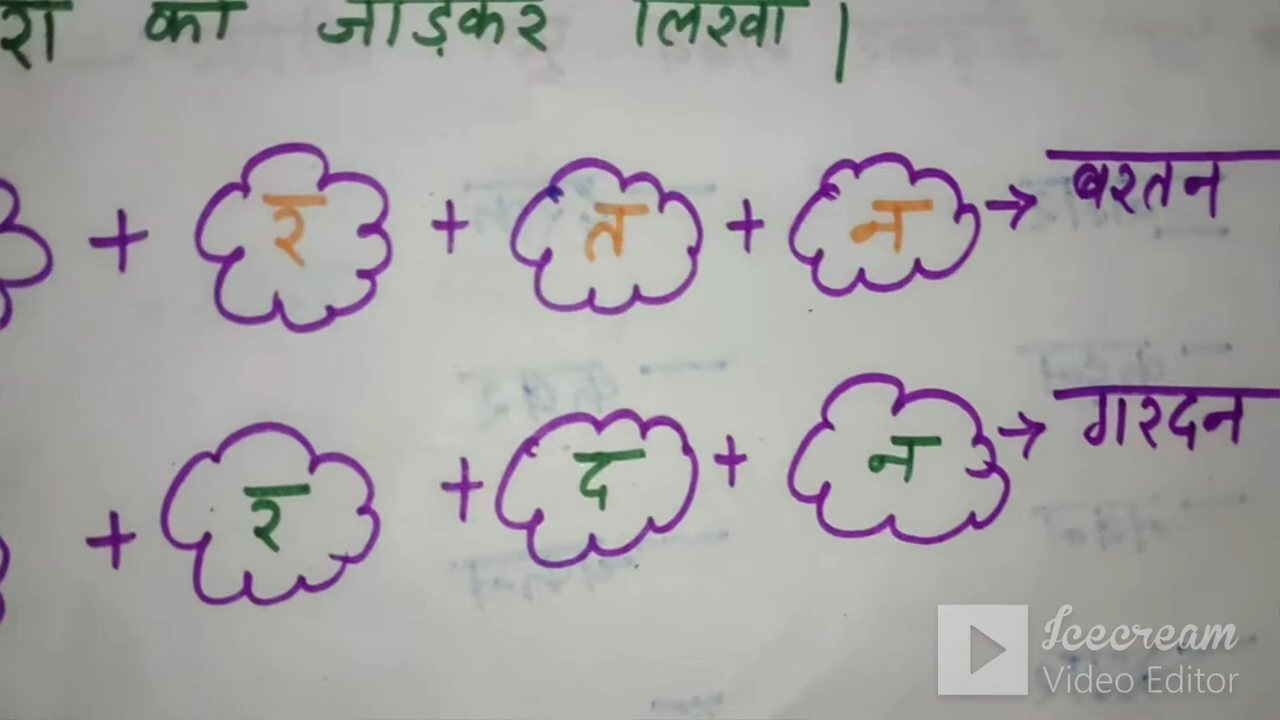 को जोड़कर लिखो |
+ र + त + न → बरतन
+ र + द + न → गरदन
Icecream
Video Editor